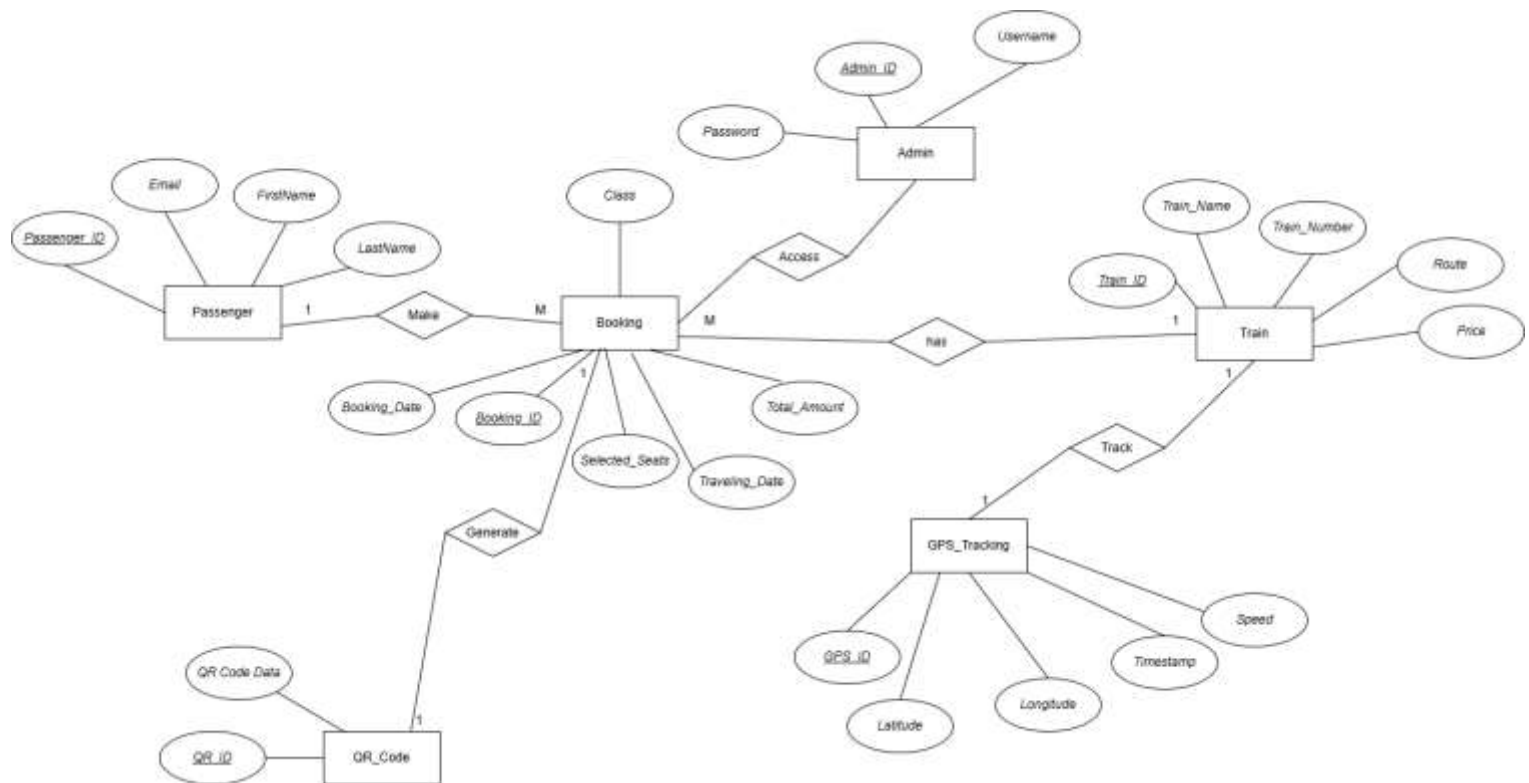 Username
Admin_ID
Password
Admin
Email
FirstName
Class
Passenger_ID
LastName
Access
Train_Name
Train_Number
Train_ID
Route
Passenger
1
Make
M
Booking
M
has
1
Train
Price
Booking_Date
Booking_ID
1
Selected_Seats
Traveling_Date
Total_Amount
1
Track
Generate
1
GPS_Tracking
GPS_ID
Latitude
Longitude
Timestamp
Speed
QR Code Data
1
QR_ID
QR_Code